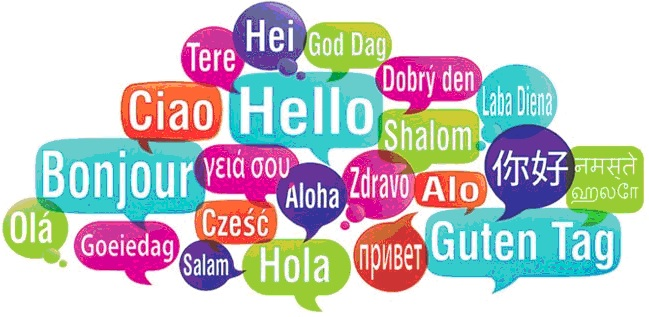 Hei
God Dag
Tere
Dobrý den
Ciao
Hello
Laba Diena
Shalom
你好
नमस्ते
ஹலோ
Bonjour
γειά σου
Zdravo
Alo
Aloha
Olá
Goeiedag
Cześć
Guten Tag
привет
Salam
Hola